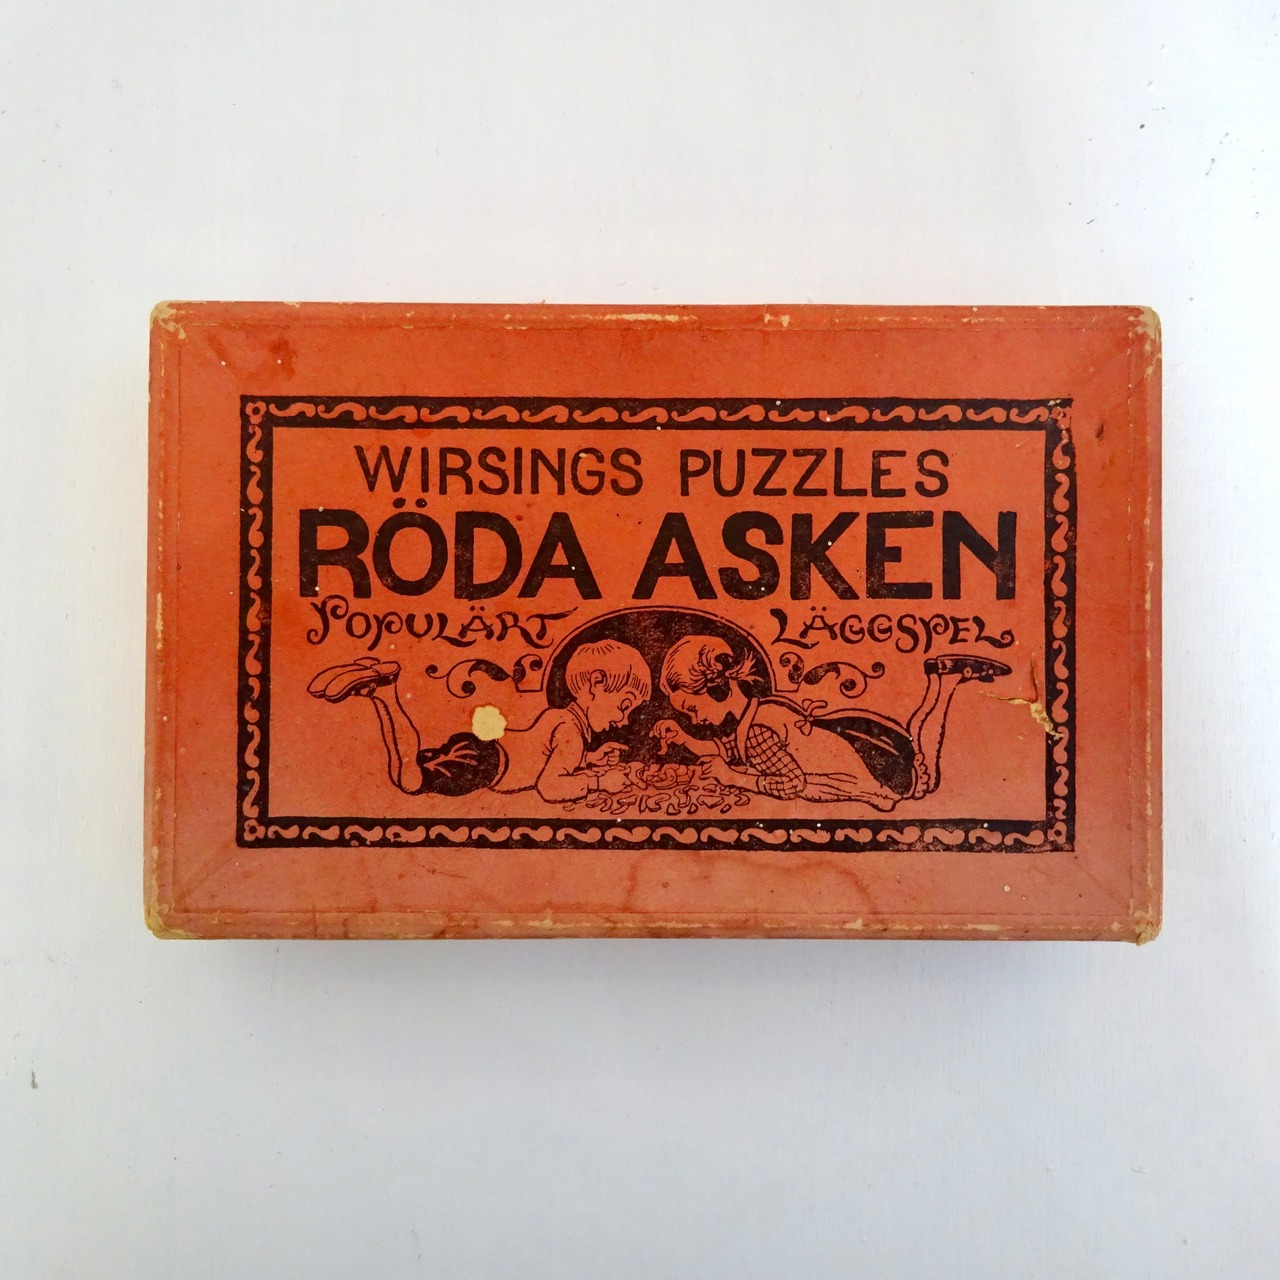 WIRSINGS PUZZLES
RÖDA ASKEN
POPULÄRT LÄGGSPEL